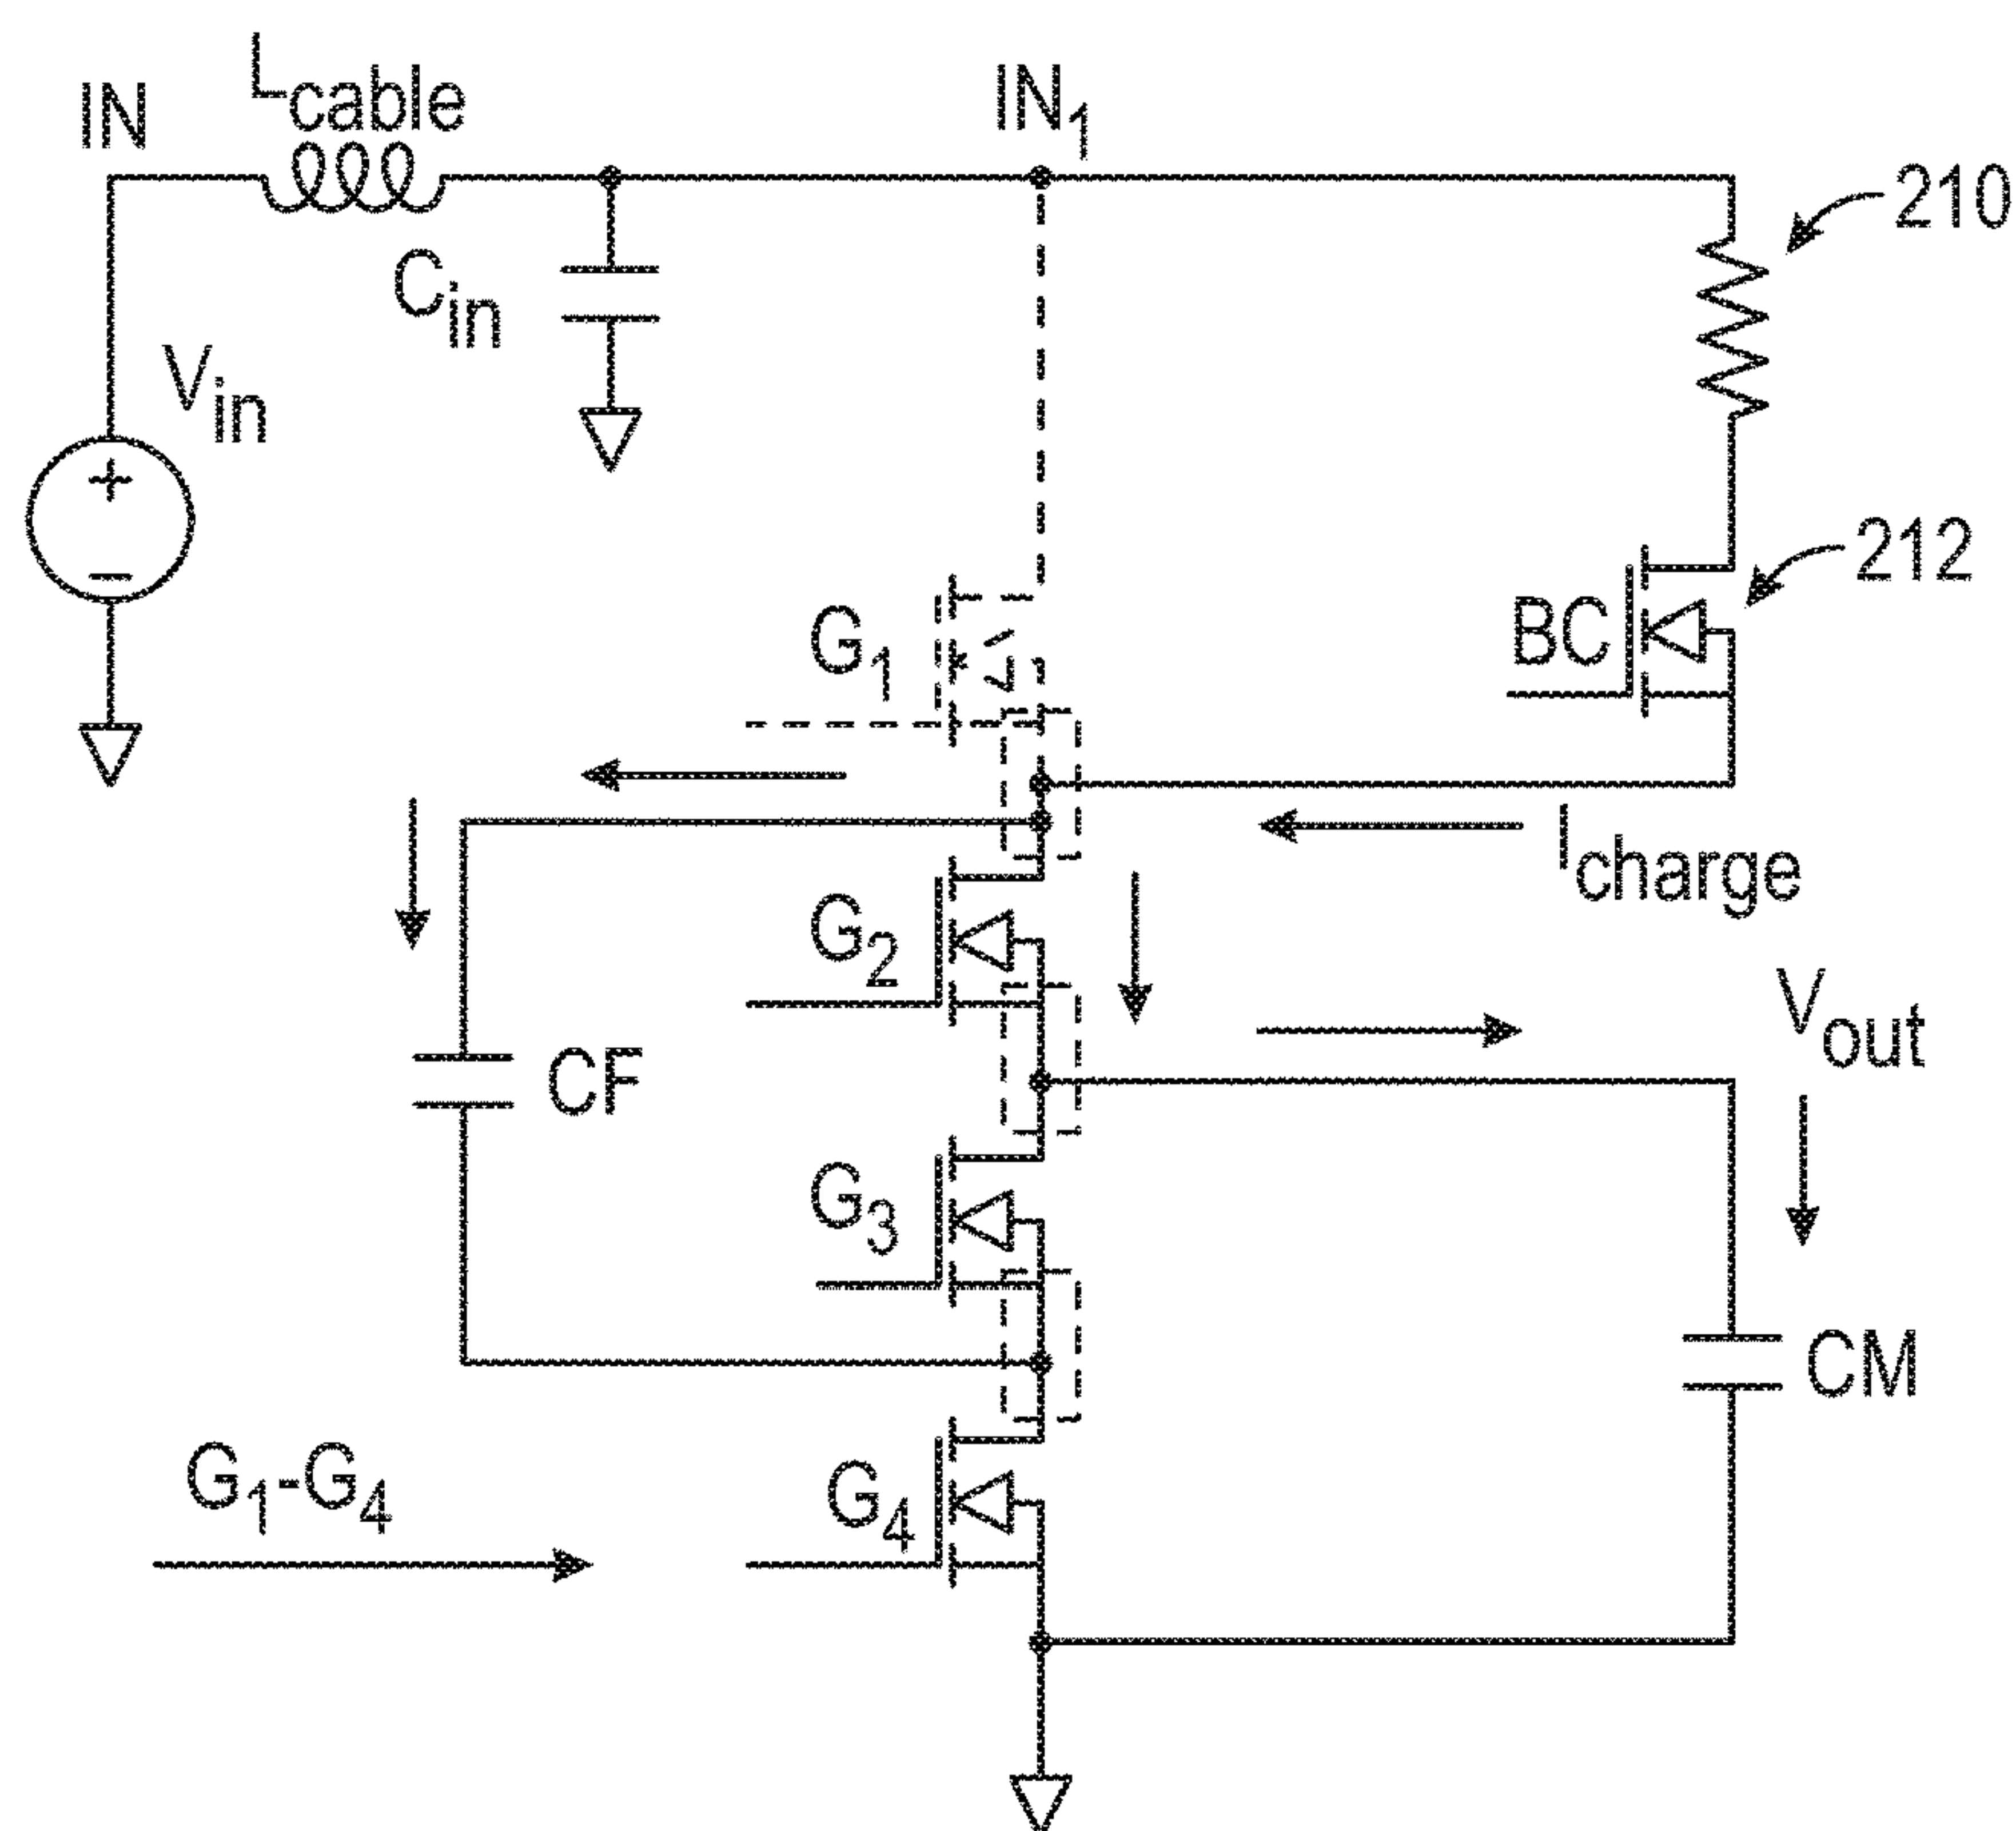 IN
Lcable
IN1
210
Cin
Vin
212
G1
BC
Icharge
G2
Vout
CF
G3
CM
G1-G4
G4